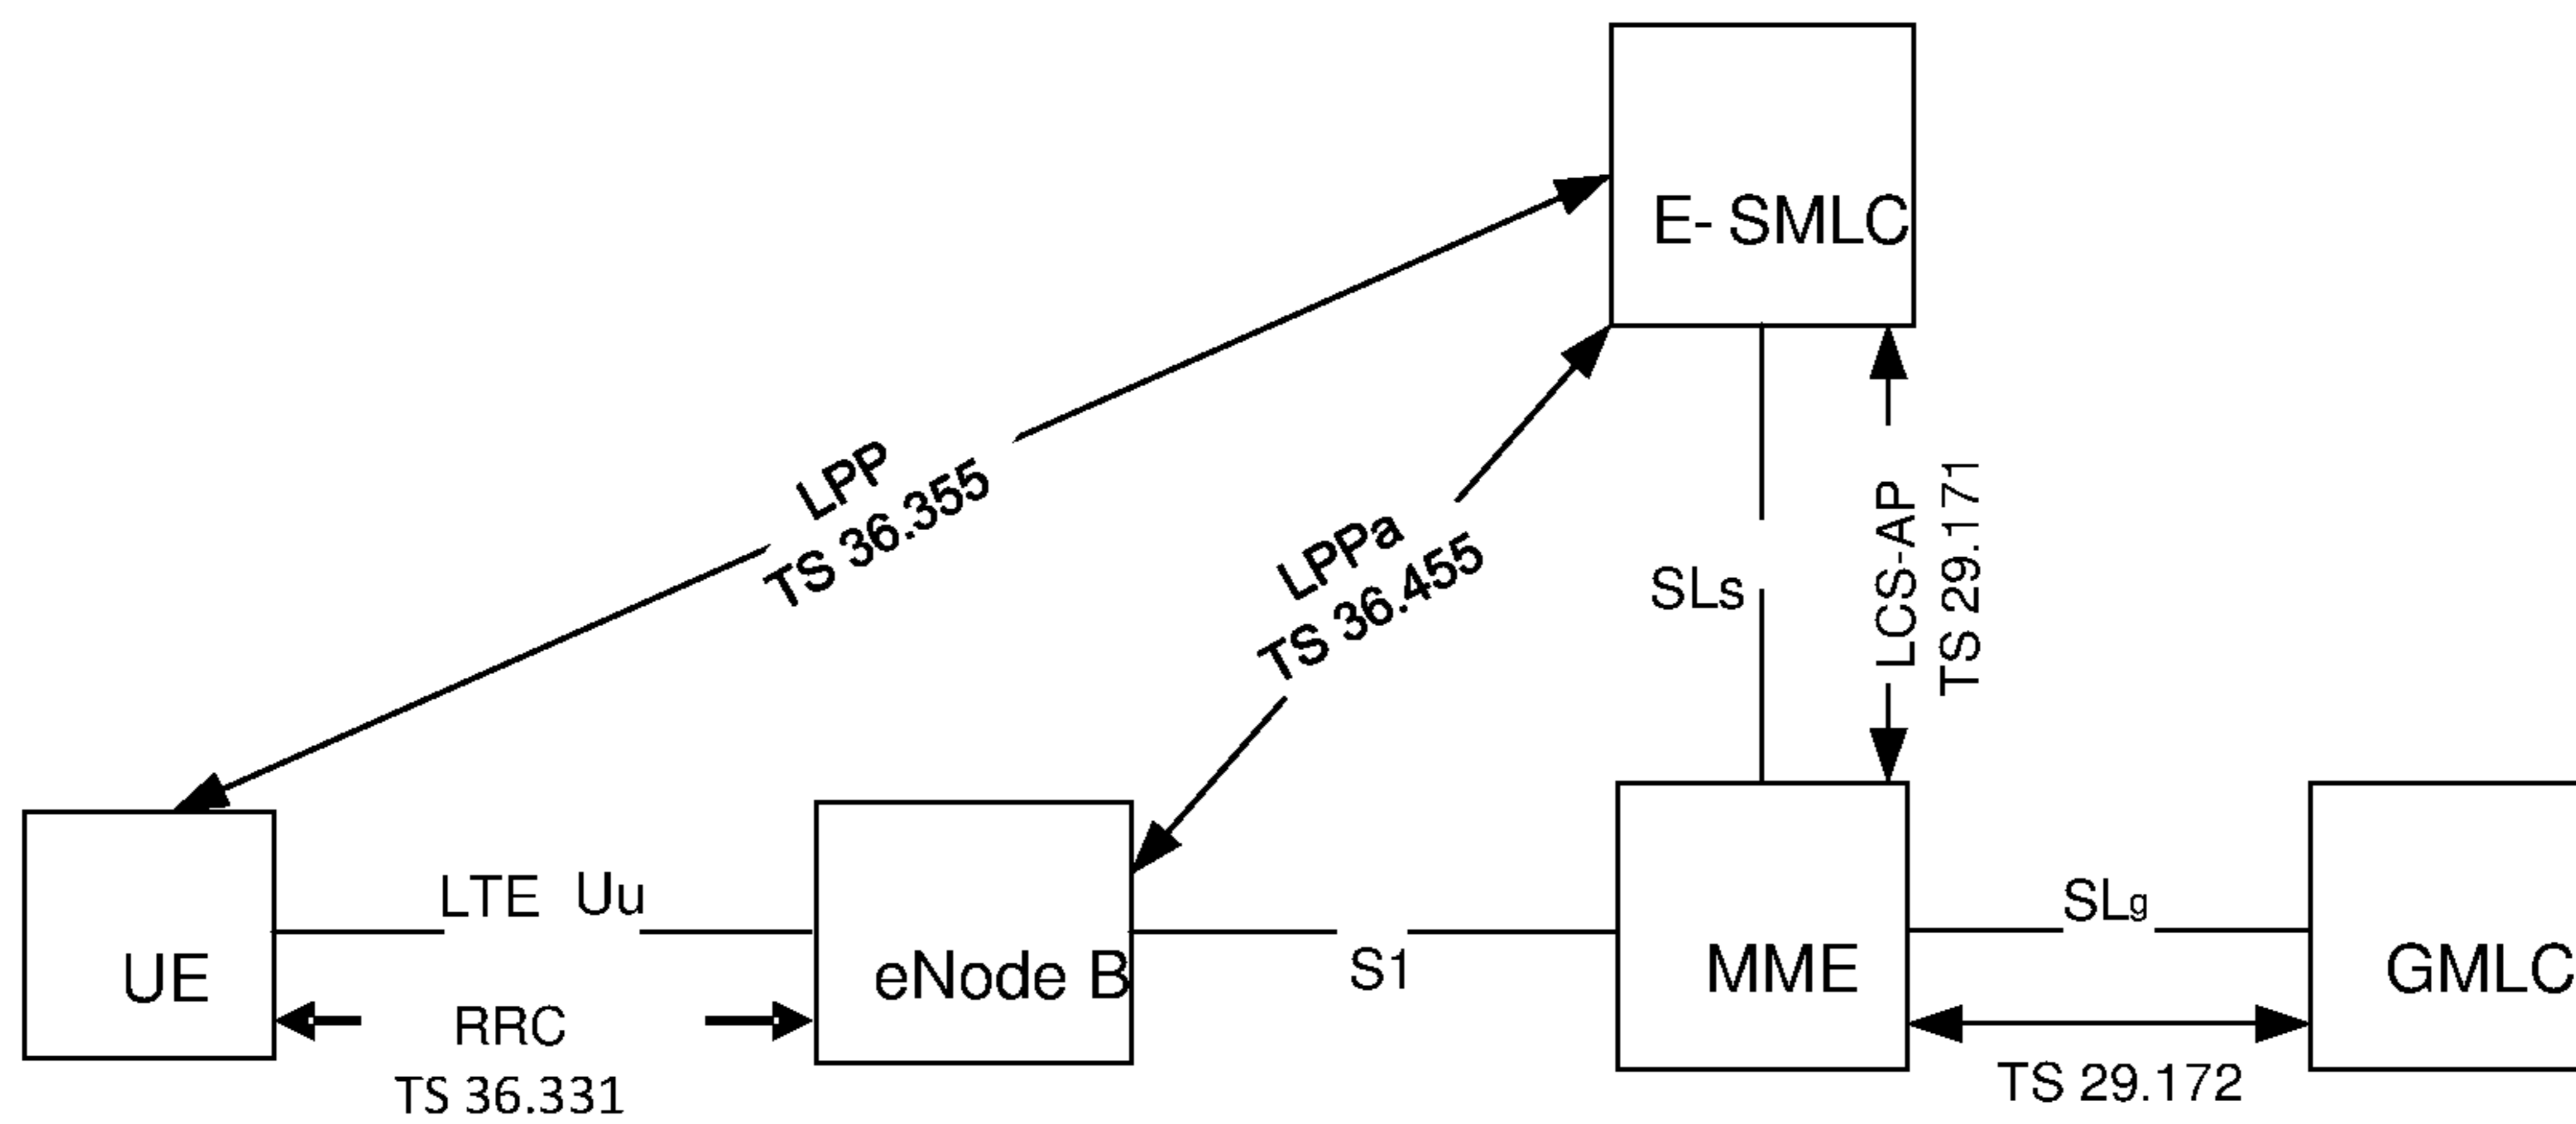 E- SMLC
LPP
TS 36.355
LPPa
TS 36.455
SLs
LCS-AP
TS 29.171
LTE Uu
UE
RRC
TS 36.331
eNode B
S1
MME
SLg
GMLC
TS 29.172